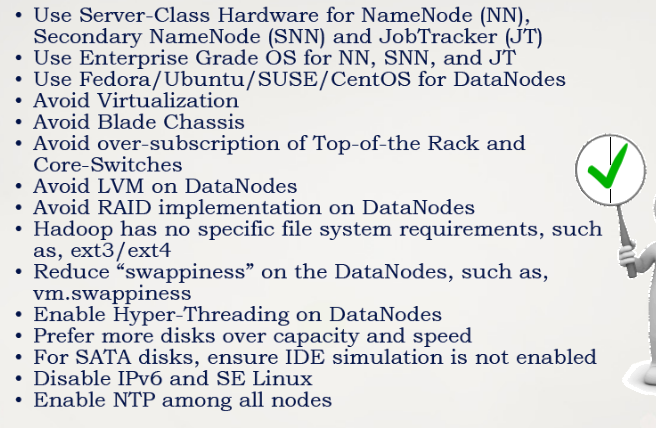 • Use Server-Class Hardware for NameNode (NN),
Secondary NameNode (SNN) and JobTracker (JT)
• Use Enterprise Grade OS for NN, SNN, and JT
• Use Fedora/Ubuntu/SUSE/CentOS for DataNodes
• Avoid Virtualization
• Avoid Blade Chassis
• Avoid over-subscription of Top-of-the Rack and
Core-Switches
• Avoid LVM on DataNodes
• Avoid RAID implementation on DataNodes
• Hadoop has no specific file system requirements, such
as, ext3/ext4
• Reduce “swappiness” on the DataNodes, such as,
vm.swappiness
• Enable Hyper-Threading on DataNodes
• Prefer more disks over capacity and speed
• For SATA disks, ensure IDE simulation is not enabled
• Disable IPv6 and SE Linux
• Enable NTP among all nodes